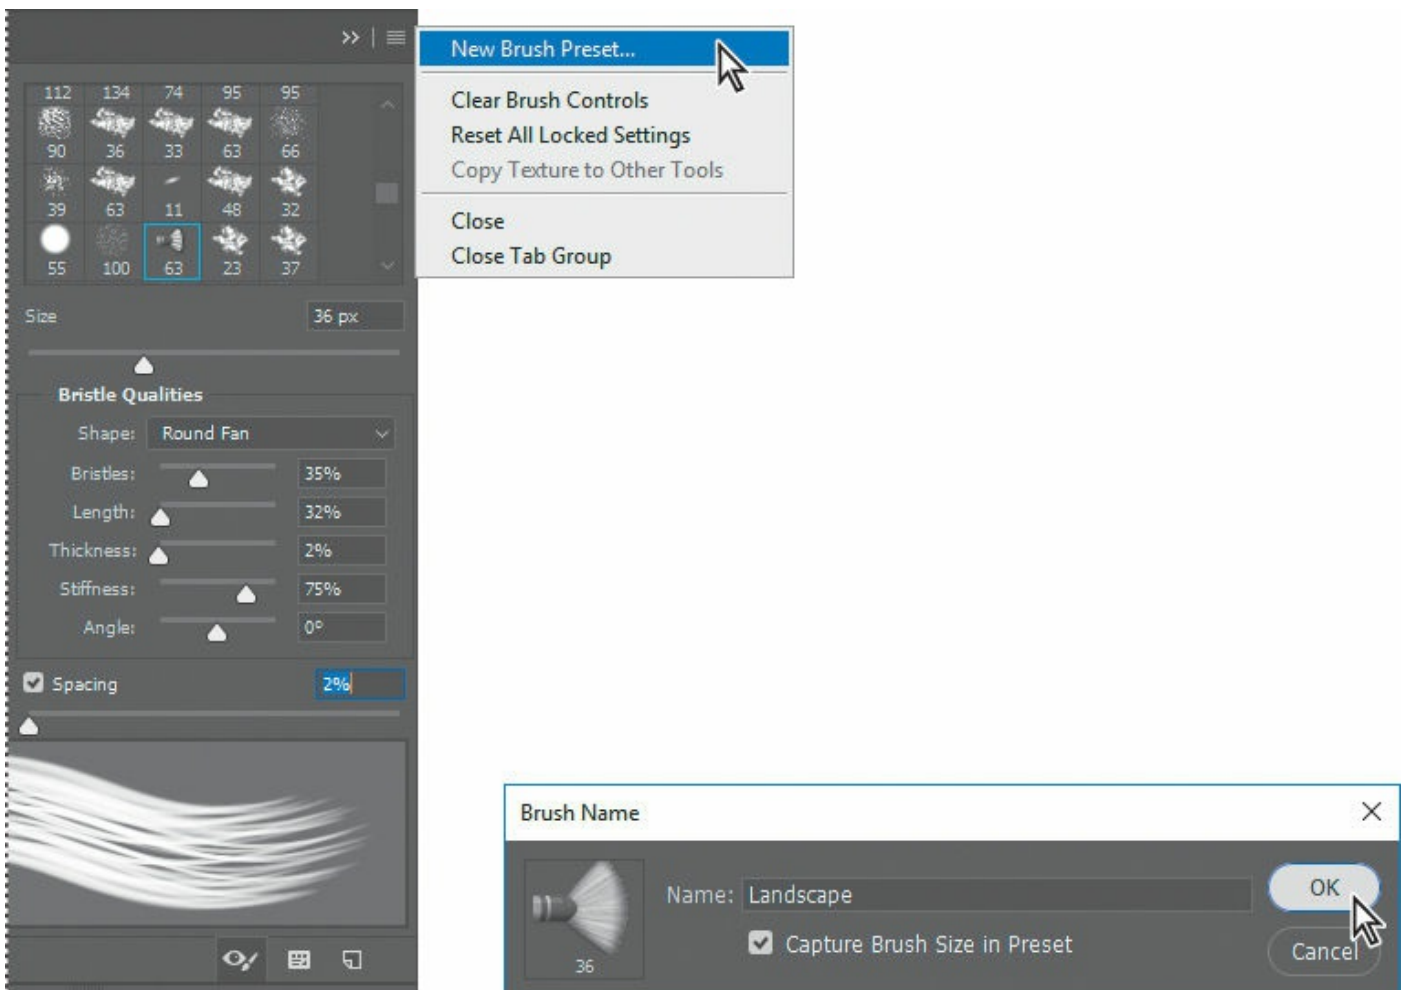 New Brush Preset...
Clear Brush Controls
Reset All Locked Settings
Copy Texture to Other Tools
Close
Close Tab Group
112 134 74 95 95
90 36 33 63 66
39 63 11 48 32
55 100 63 23 37
Size 36 px
Bristle Qualities
Shape: Round Fan
Bristles: 35%
Length: 32%
Thickness: 2%
Stiffness: 75%
Angle: 0º
Spacing 2%
Brush Name
Name: Landscape OK
Capture Brush Size in Preset Cancel
36